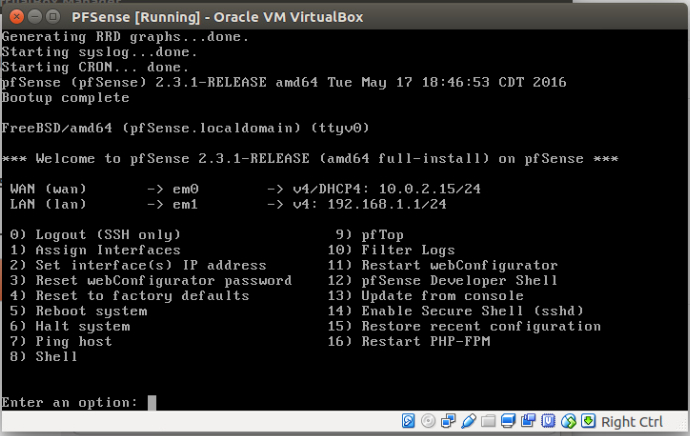 PFSense [Running] - Oracle VM VirtualBox
Generating RRD graphs...done.
Starting syslog...done.
Starting CRON... done.
pfSense (pfSense) 2.3.1-RELEASE amd64 Tue May 17 18:46:53 CDT 2016
Bootup complete
FreeBSD/amd64 (pfSense.localdomain) (ttyv0)
*** Welcome to pfSense 2.3.1-RELEASE (amd64 full-install) on pfSense ***
WAN (wan) -> em0 -> v4/DHCP4: 10.0.2.15/24
LAN (lan) -> em1 -> v4: 192.168.1.1/24
0) Logout (SSH only) 9) pfTop
1) Assign Interfaces 10) Filter Logs
2) Set interface(s) IP address 11) Restart webConfigurator
3) Reset webConfigurator password 12) pfSense Developer Shell
4) Reset to factory defaults 13) Update from console
5) Reboot system 14) Enable Secure Shell (sshd)
6) Halt system 15) Restore recent configuration
7) Ping host 16) Restart PHP-FPM
8) Shell
Enter an option:
Right Ctrl